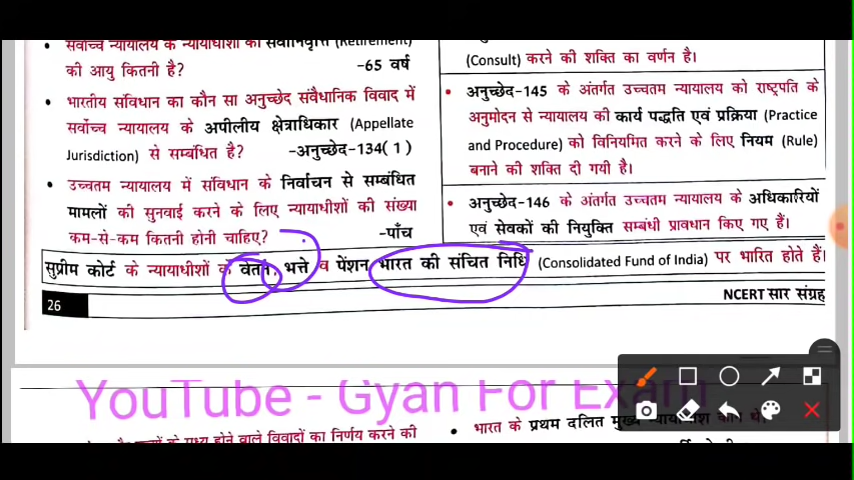 सर्वोच्च न्यायालय के न्यायाधीशों की सेवानिवृत्ति (Retirement)
की आयु कितनी है? -65 वर्ष
• भारतीय संविधान का कौन सा अनुच्छेद संवैधानिक विवाद में
सर्वोच्च न्यायालय के अपीलीय क्षेत्राधिकार (Appellate
Jurisdiction) से सम्बंधित है? -अनुच्छेद-134( 1 )
• उच्चतम न्यायालय में संविधान के निर्वाचन से सम्बंधित
मामलों की सुनवाई करने के लिए न्यायाधीशों की संख्या
कम-से-कम कितनी होनी चाहिए? -पाँच
(Consult) करने की शक्ति का वर्णन है।
• अनुच्छेद-145 के अंतर्गत उच्चतम न्यायालय को राष्ट्रपति के
अनुमोदन से न्यायालय की कार्य पद्धति एवं प्रक्रिया (Practice
and Procedure) को विनियमित करने के लिए नियम (Rule)
बनाने की शक्ति दी गयी है।
• अनुच्छेद-146 के अंतर्गत उच्चतम न्यायालय के अधिकारियों
एवं सेवकों की नियुक्ति सम्बंधी प्रावधान किए गए हैं।
सुप्रीम कोर्ट के न्यायाधीशों के वेतन, भत्ते व पेंशन भारत की संचित निधि (Consolidated Fund of India) पर भारित होते हैं।
26
NCERT सार संग्रह
YouTube - Gyan For Exam
के मध्य होने वाले विवादों का निर्णय करने की
• भारत के प्रथम दलित मुख्य न्यायाधीश कौन थे।